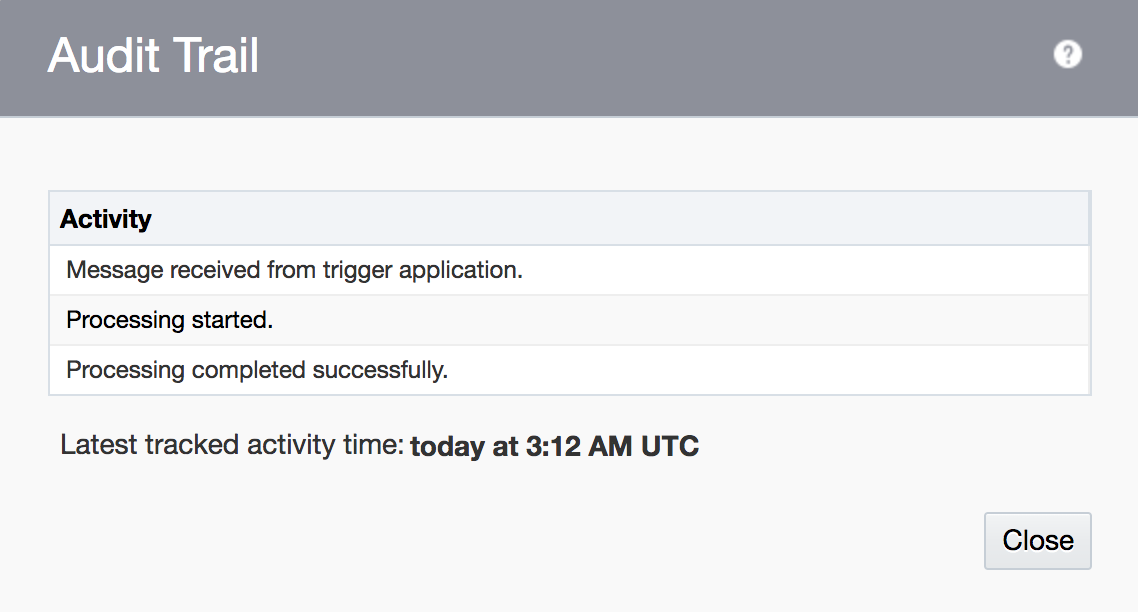 Audit Trail
?
Activity
Message received from trigger application.
Processing started.
Processing completed successfully.
Latest tracked activity time: today at 3:12 AM UTC
Close